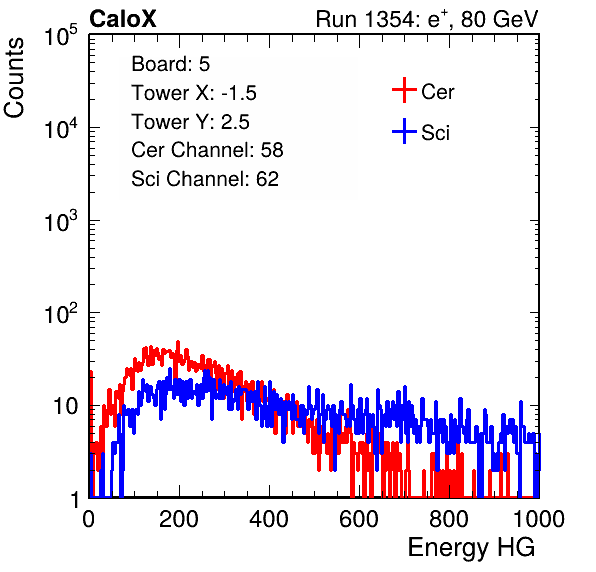 CaloX Run 1354: e⁺, 80 GeV
Counts
Board: 5
Tower X: -1.5
Tower Y: 2.5
Cer Channel: 58
Sci Channel: 62
Cer
Sci
10⁵
10⁴
10³
10²
10
1
0 200 400 600 800 1000
Energy HG